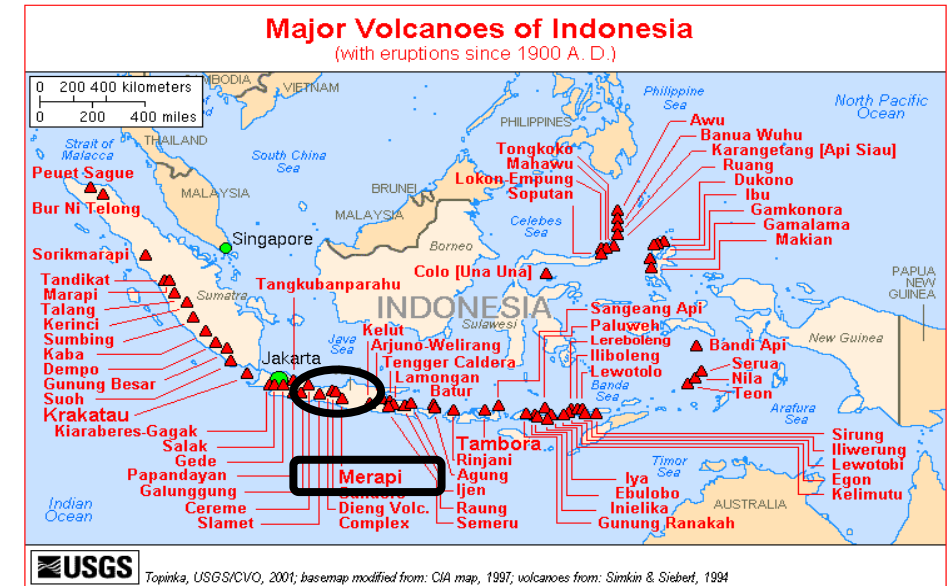 Major Volcanoes of Indonesia
(with eruptions since 1900 A. D.)
0 200 400 kilometers
0 200 400 miles
CAMBODIA
VIETNAM
THAILAND
Strait of
Malacca
South China
Sea
PHILIPPINES
Philippine
Sea
North Pacific
Ocean
MALAYSIA
BRUNEI
MALAYSIA
Singapore
Borneo
Celebes
Sea
Peuet Sague
Bur Ni Telong
Sorikmarapi
Tandikat
Marapi
Talang
Kerinci
Sumbing
Kaba
Dempo
Gunung Besar
Suoh
Krakatau
Kiaraberes-Gagak
Salak
Gede
Papandayan
Galunggung
Cereme
Slamet
Sumatra
Tangkubanparahu
Jakarta
INDONESIA
Java
Sea
Sulawesi
Tongkoko
Mahawu
Lokon Empung
Soputan
Colo [Una Una]
Awu
Banua Wuhu
Karangetang [Api Siau]
Ruang
Dukono
Ibu
Gamkonora
Gamalama
Makian
PAPUA
NEW
GUINEA
New Guinea
Kelut
Arjuno-Welirang
Tengger Caldera
Lamongan
Batur
Sangeang Api
Paluweh
Lereboleng
Iliboleng
Lewotolo
Banda
Sea
Bandi Api
Serua
Nila
Teon
Arafura
Sea
Merapi
Dieng Volc.
Complex
Tambora
Rinjani
Agung
Ijen
Raung
Semeru
Iya
Ebulobo
Inielika
Gunung Ranakah
Sirung
Iliwerung
Lewotobi
Egon
Kelimutu
Timor
Sea
AUSTRALIA
Indian
Ocean
USGS
Topinka, USGS/CVO, 2001; basemap modified from: CIA map, 1997; volcanoes from: Simkin & Siebert, 1994